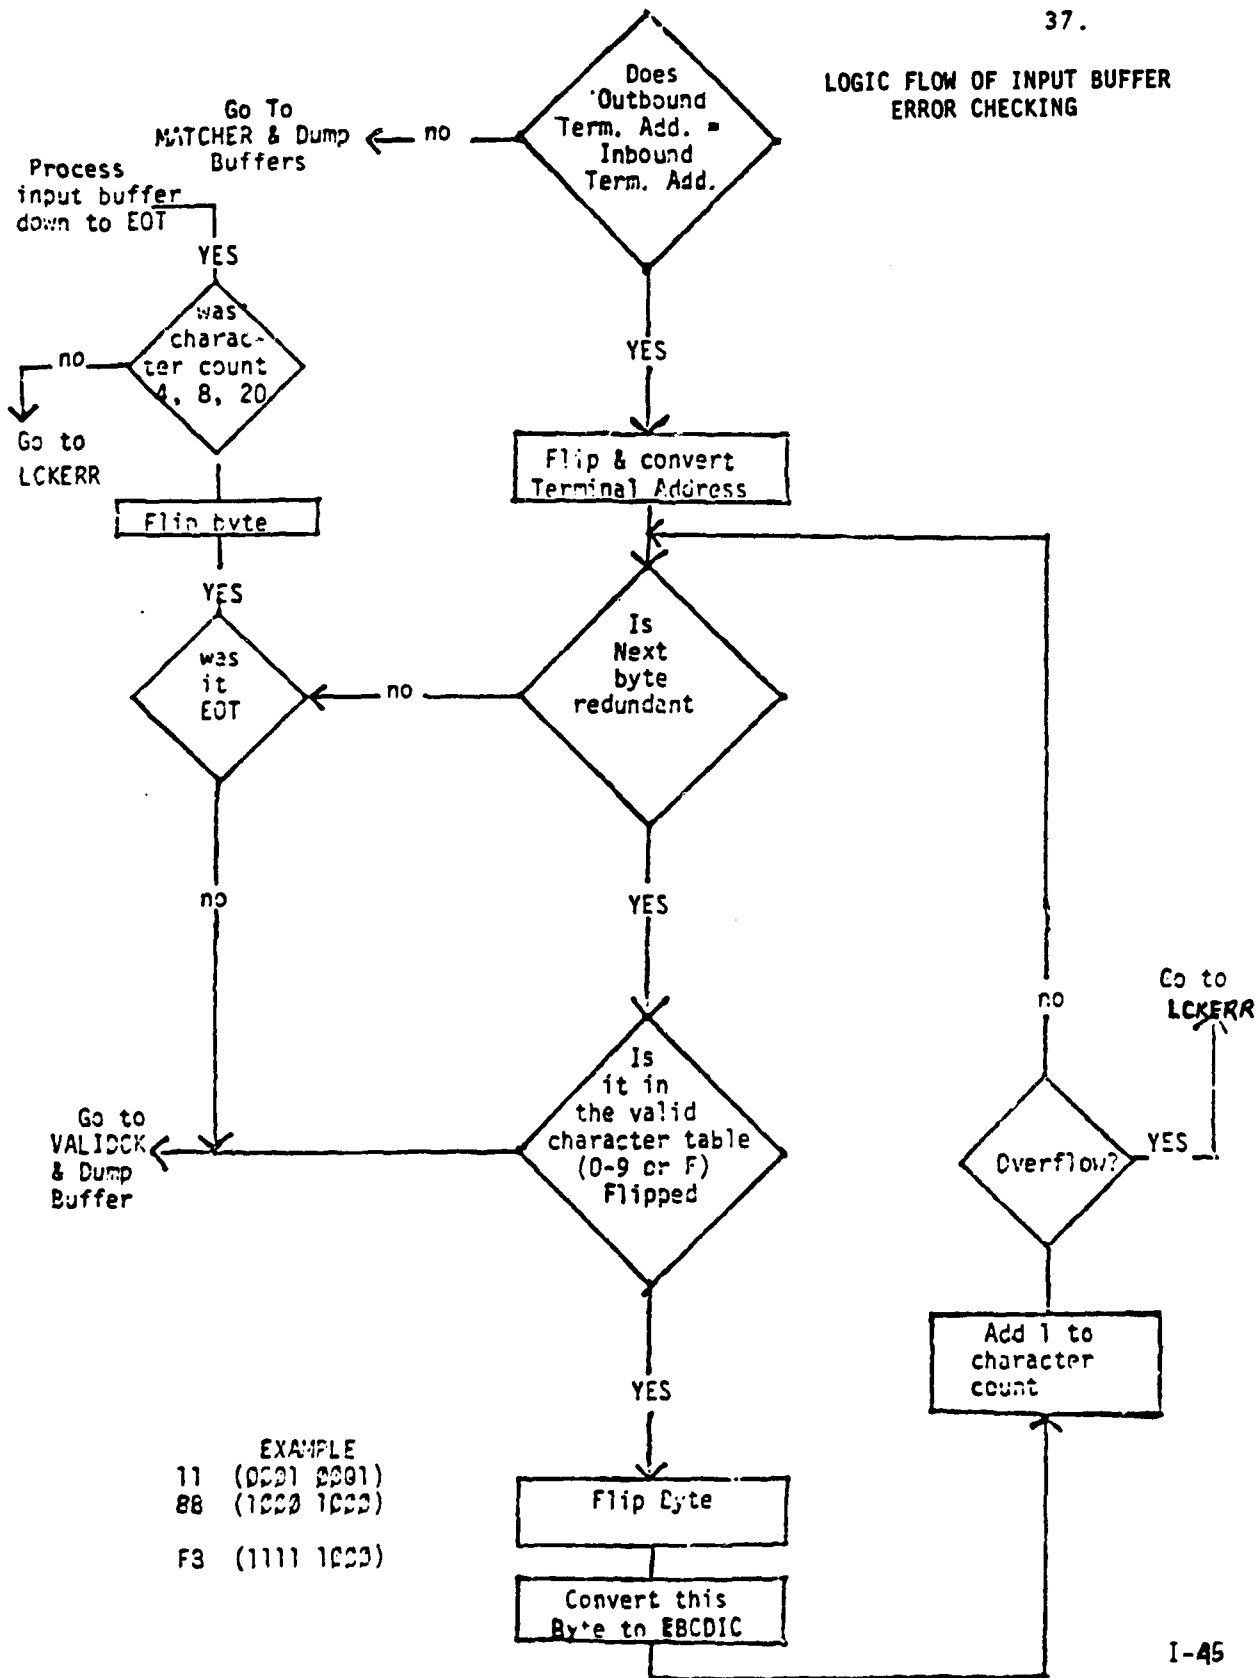 37.
LOGIC FLOW OF INPUT BUFFER
ERROR CHECKING
Does
Outbound
Term. Add. =
Inbound
Term. Add.
no
Go To
MATCHER & Dump
Buffers
Process
input buffer
down to EOT
YES
was
charac-
ter count
4, 8, 20
no
Go to
LCKERR
Flip byte
YES
was
it
EOT
no
YES
Flip & convert
Terminal Address
Is
Next
byte
redundant
no
YES
Is
it in
the valid
character table
(0-9 or F)
Flipped
Go to
VALIDCK
& Dump
Buffer
YES
Flip Byte
Convert this
Byte to EBCDIC
Add 1 to
character
count
Overflow?
no
YES
Go to
LCKERR
EXAMPLE
11 (0001 0001)
88 (1000 1000)
F8 (1111 1000)
I-45